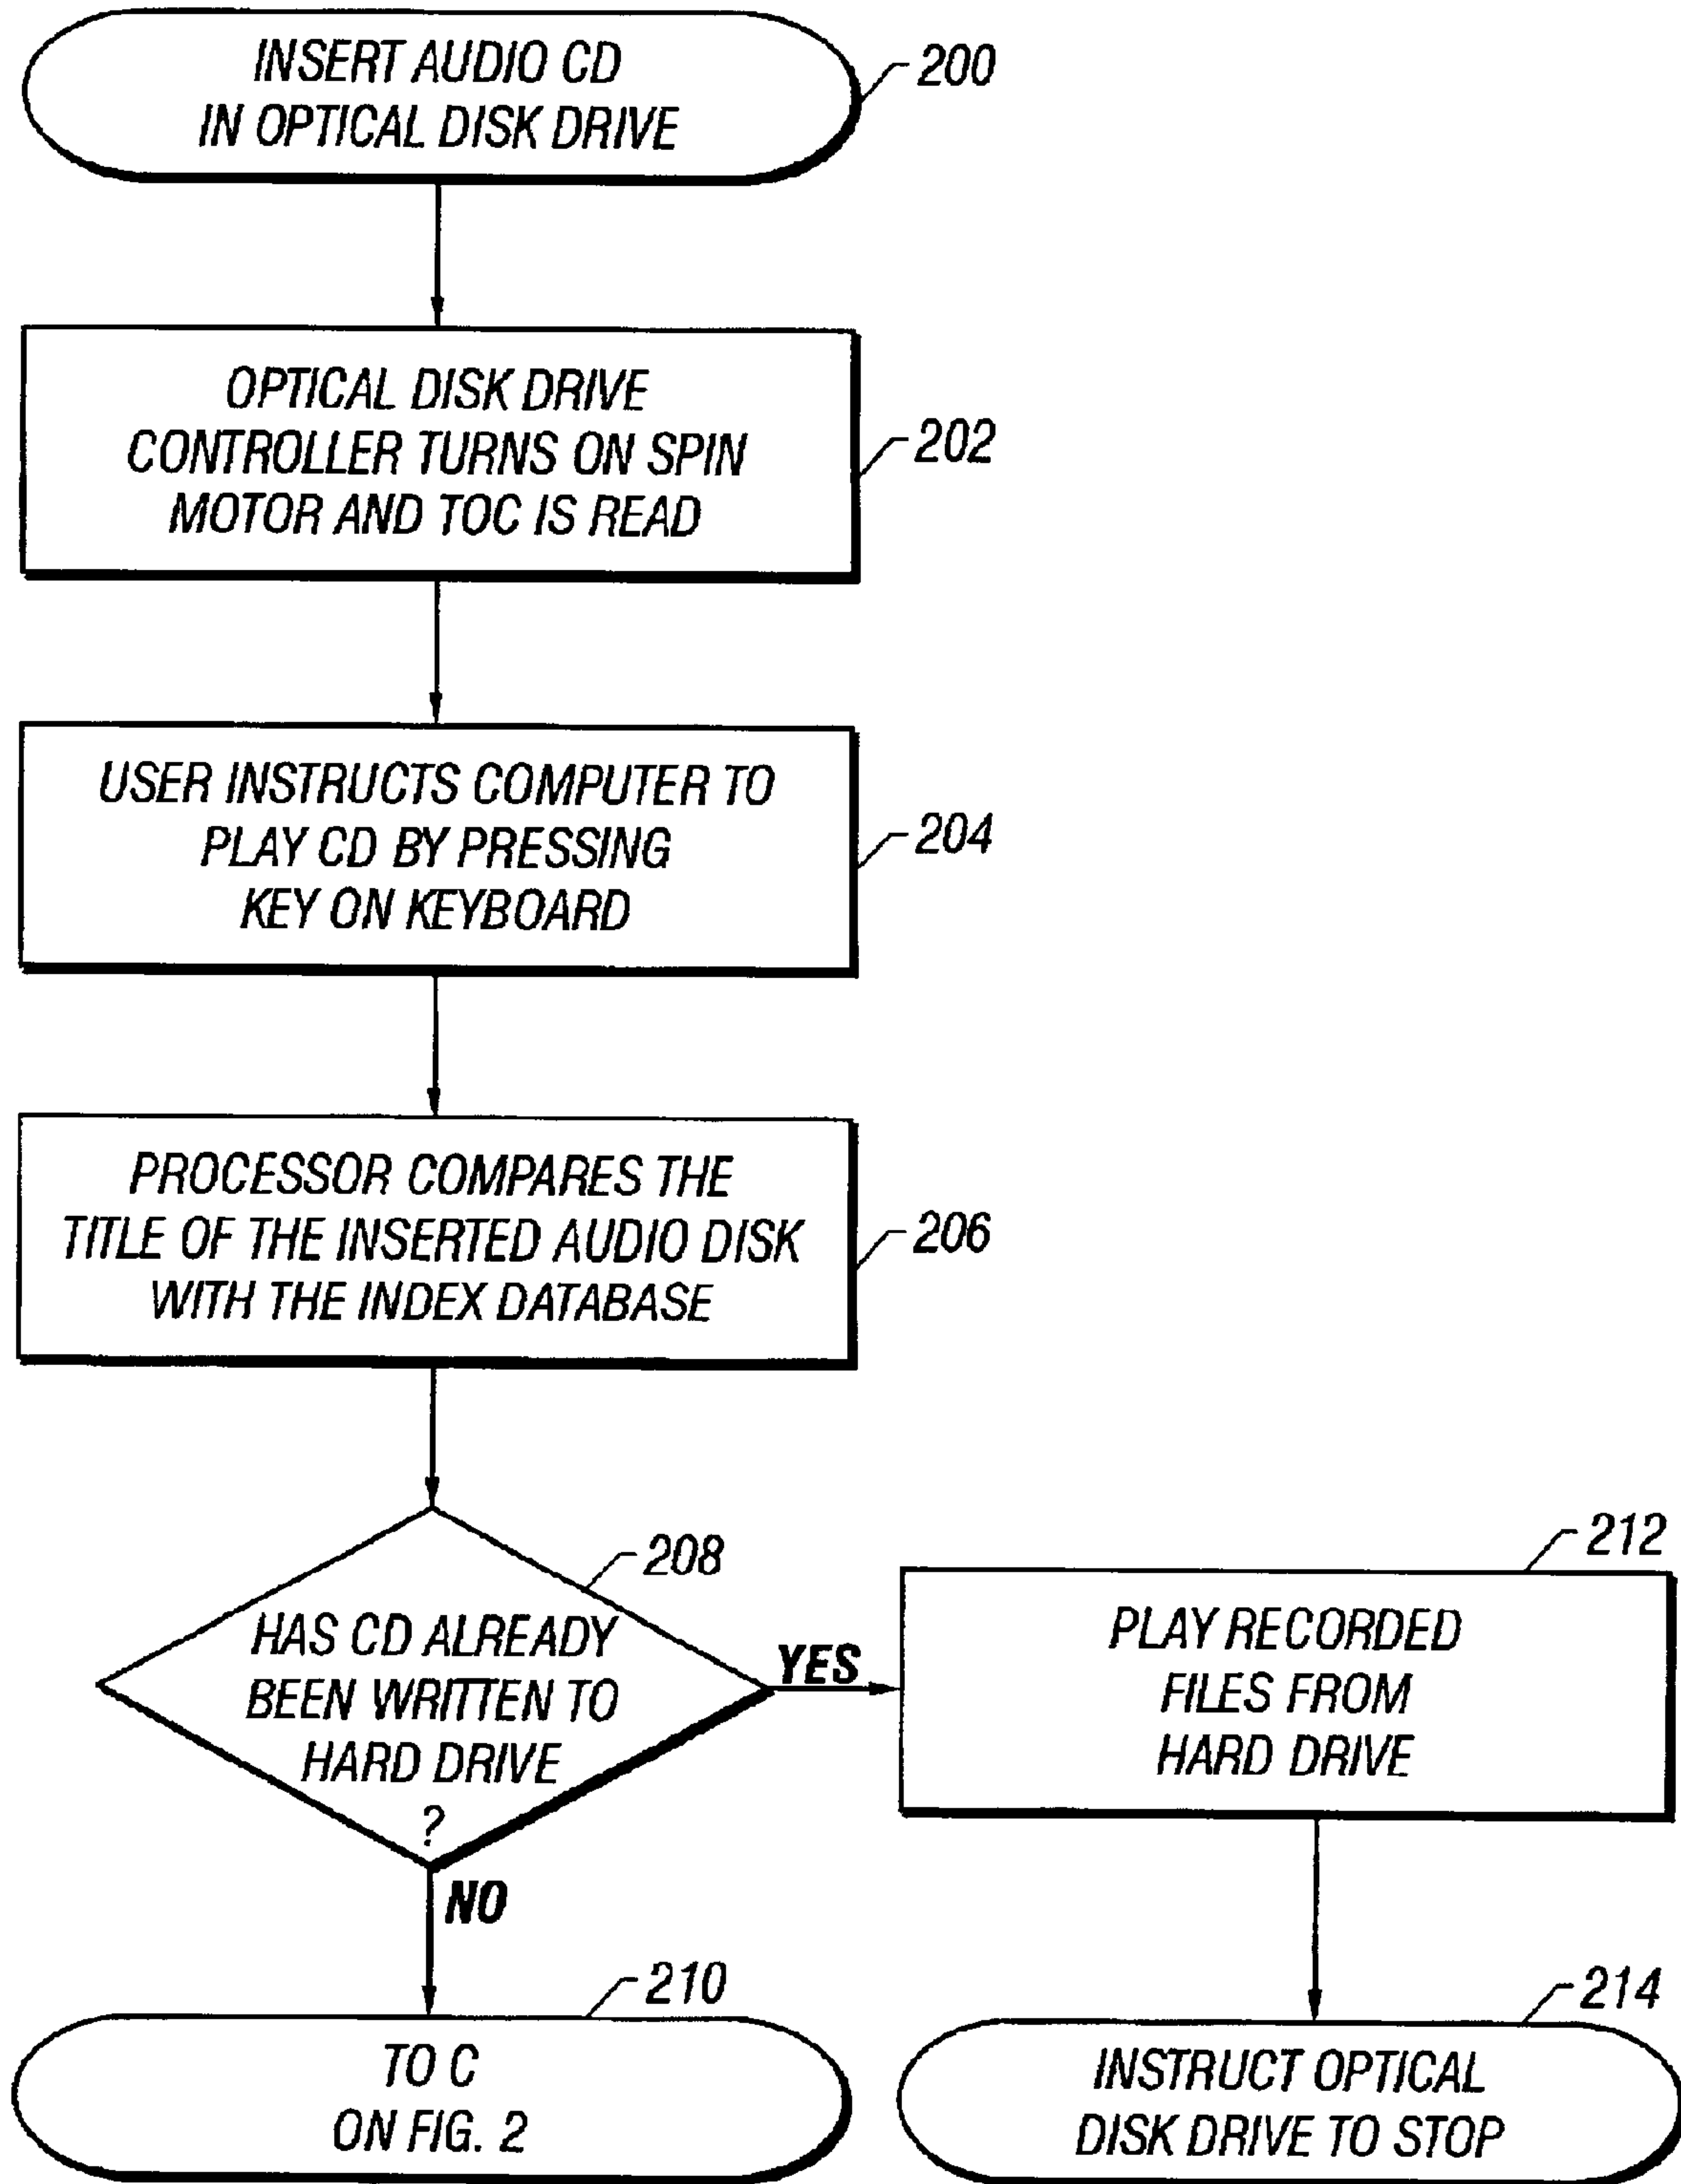 INSERT AUDIO CD
IN OPTICAL DISK DRIVE
200
OPTICAL DISK DRIVE
CONTROLLER TURNS ON SPIN
MOTOR AND TOC IS READ
202
USER INSTRUCTS COMPUTER TO
PLAY CD BY PRESSING
KEY ON KEYBOARD
204
PROCESSOR COMPARES THE
TITLE OF THE INSERTED AUDIO DISK
WITH THE INDEX DATABASE
206
208
HAS CD ALREADY
BEEN WRITTEN TO
HARD DRIVE
?
YES
212
PLAY RECORDED
FILES FROM
HARD DRIVE
NO
210
TO C
ON FIG. 2
214
INSTRUCT OPTICAL
DISK DRIVE TO STOP